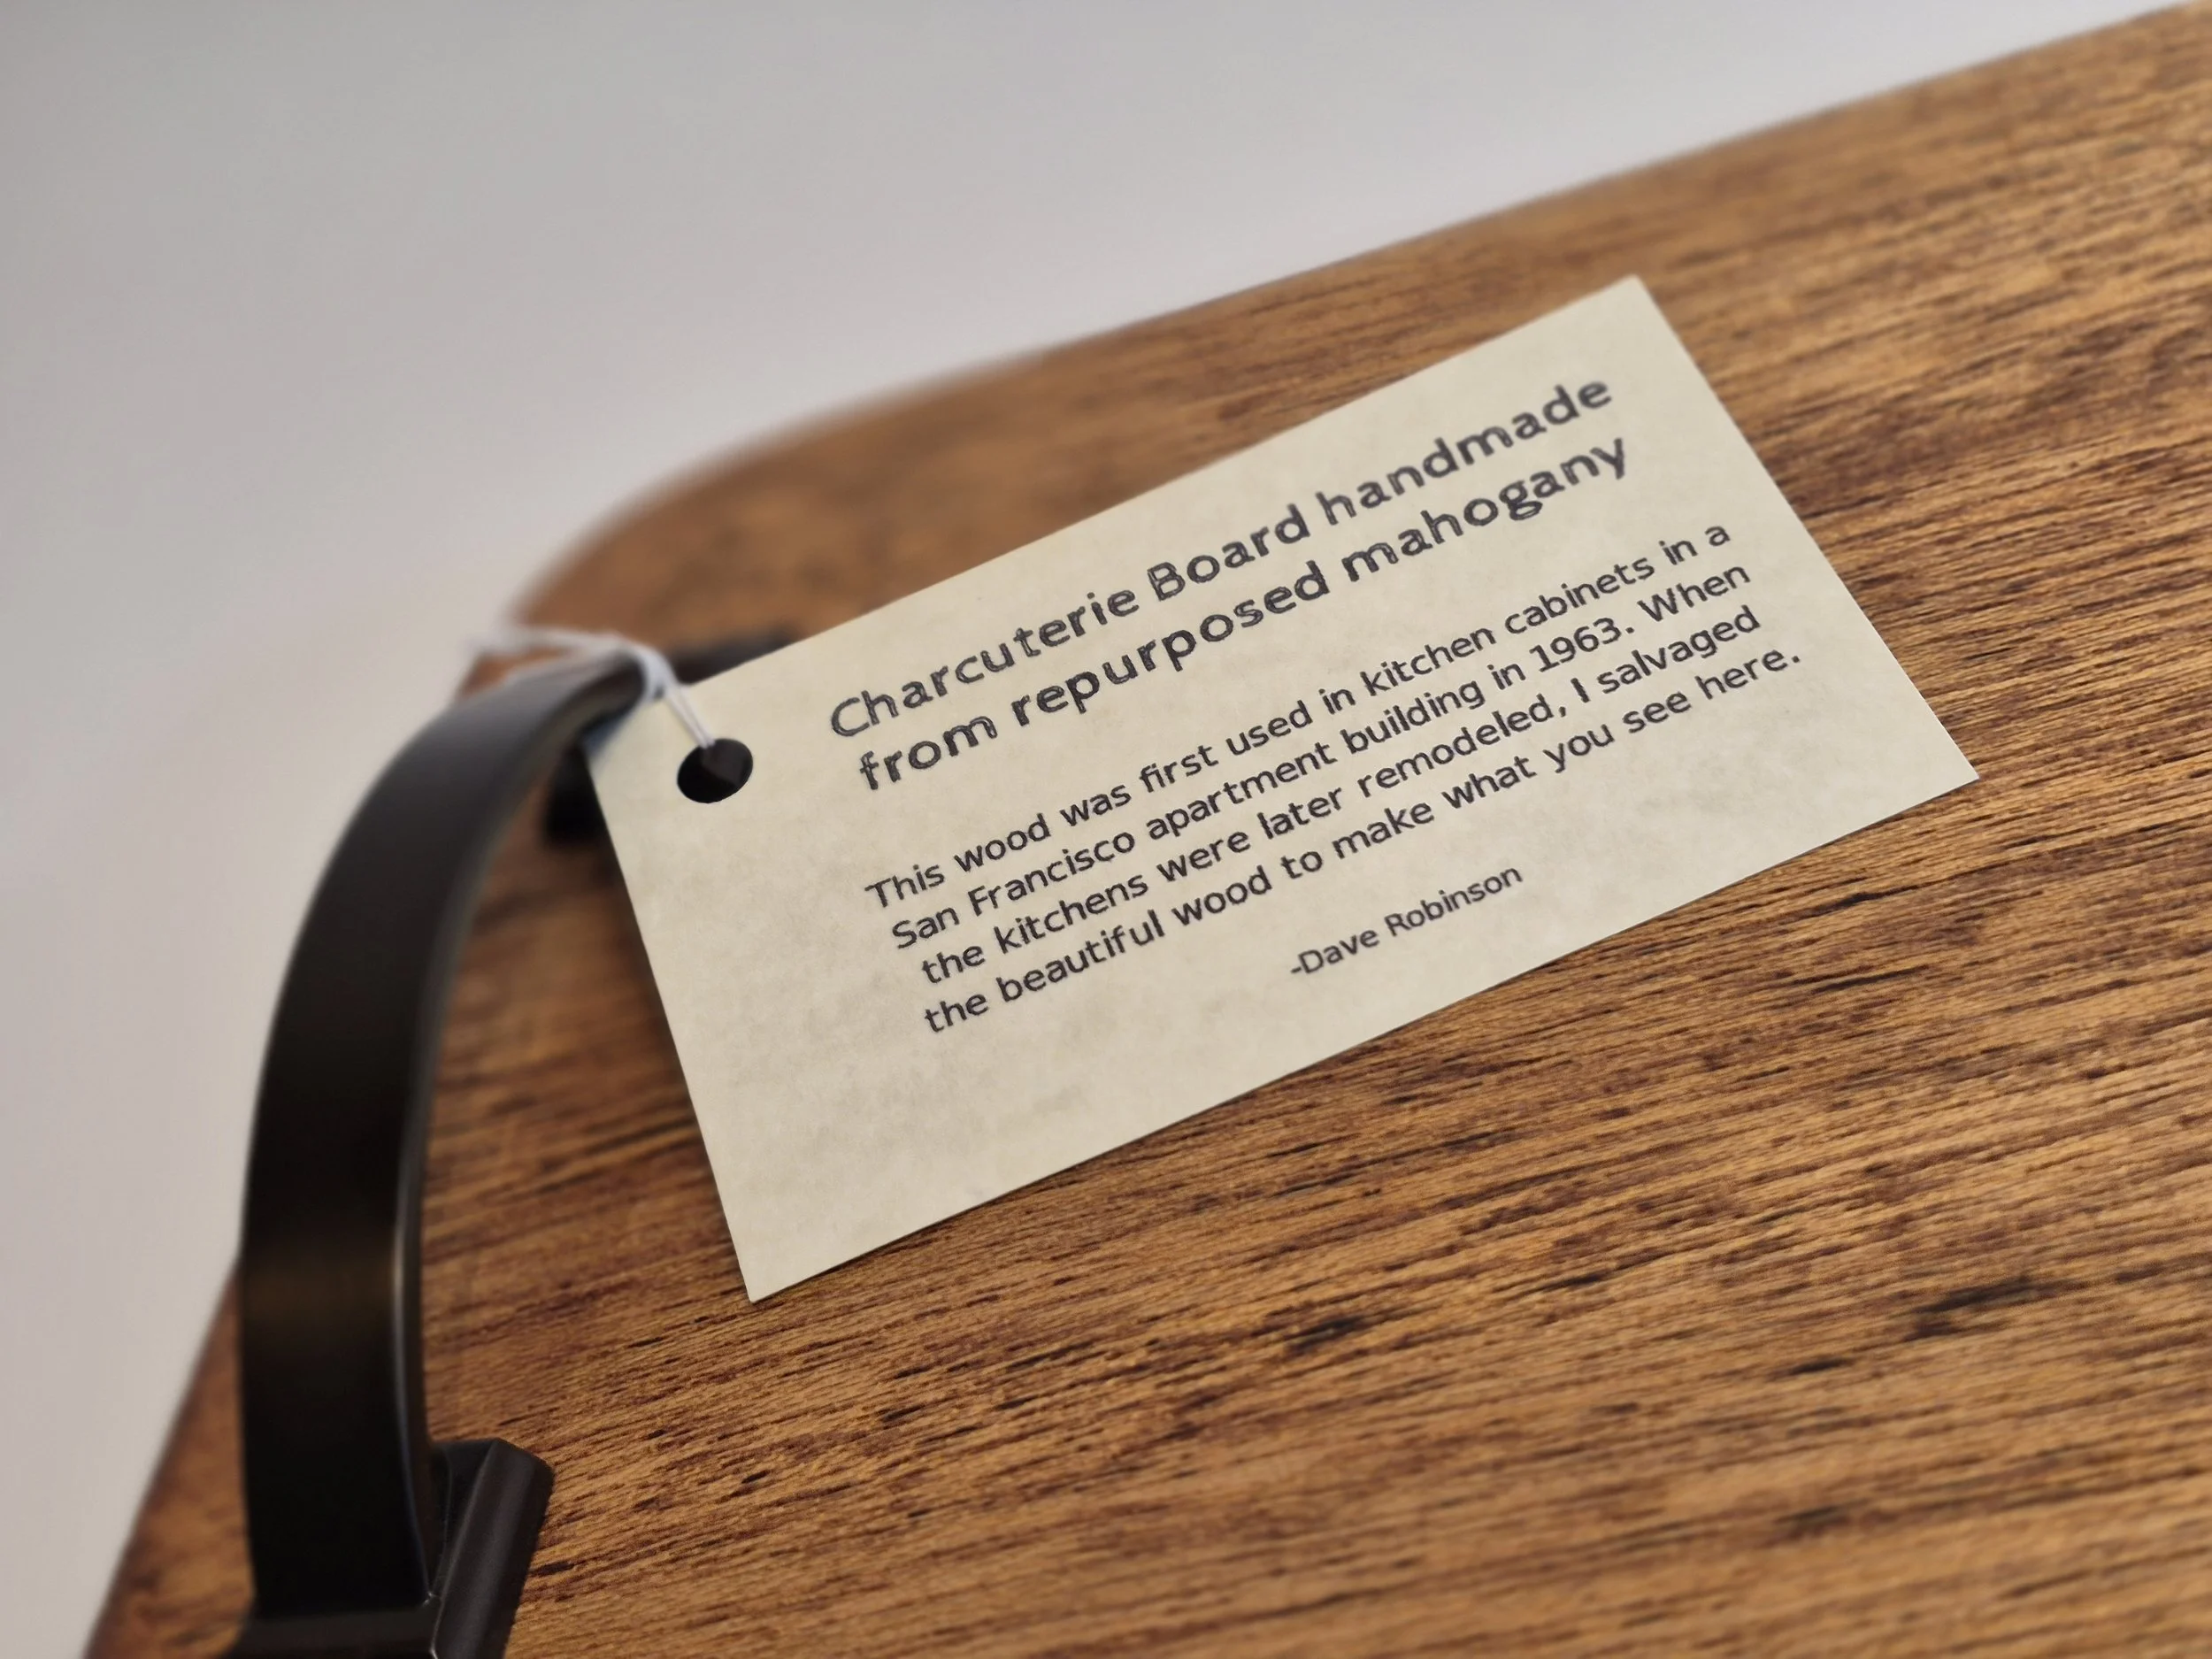 Charcuterie Board handmade
from repurposed mahogany
This wood was first used in kitchen cabinets in a
San Francisco apartment building in 1963. When
the kitchens were later remodeled, I salvaged
the beautiful wood to make what you see here.
-Dave Robinson